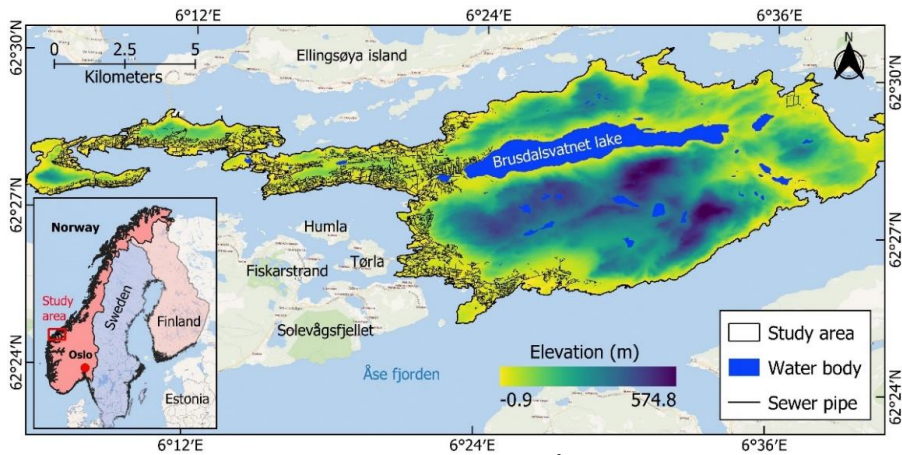 6°12′E
6°24′E
6°36′E
62°30′N
0
2.5
5
Kilometers
Ellingsøya island
N
62°30′N
Brusdalsvatnet lake
62°27′N
62°27′N
Norway
Sweden
Finland
Study
area
Oslo
Estonia
Humla
Fiskarstrand
Tørla
Solevågsfjellet
Åse fjorden
Elevation (m)
-0.9
574.8
Study area
Water body
Sewer pipe
62°24′N
62°24′N
6°12′E
6°24′E
6°36′E